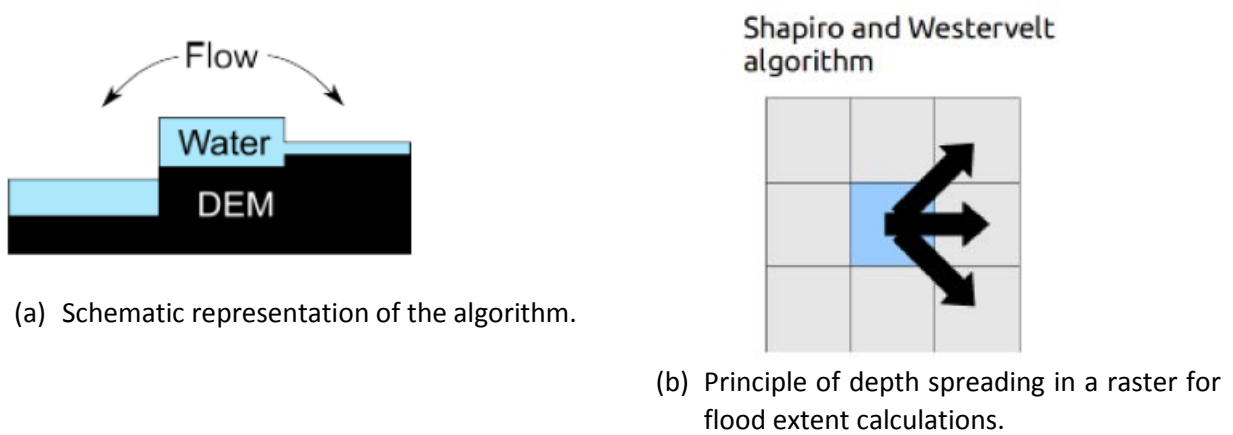 Flow
Water
DEM
(a) Schematic representation of the algorithm.
Shapiro and Westervelt
algorithm
(b) Principle of depth spreading in a raster for
flood extent calculations.